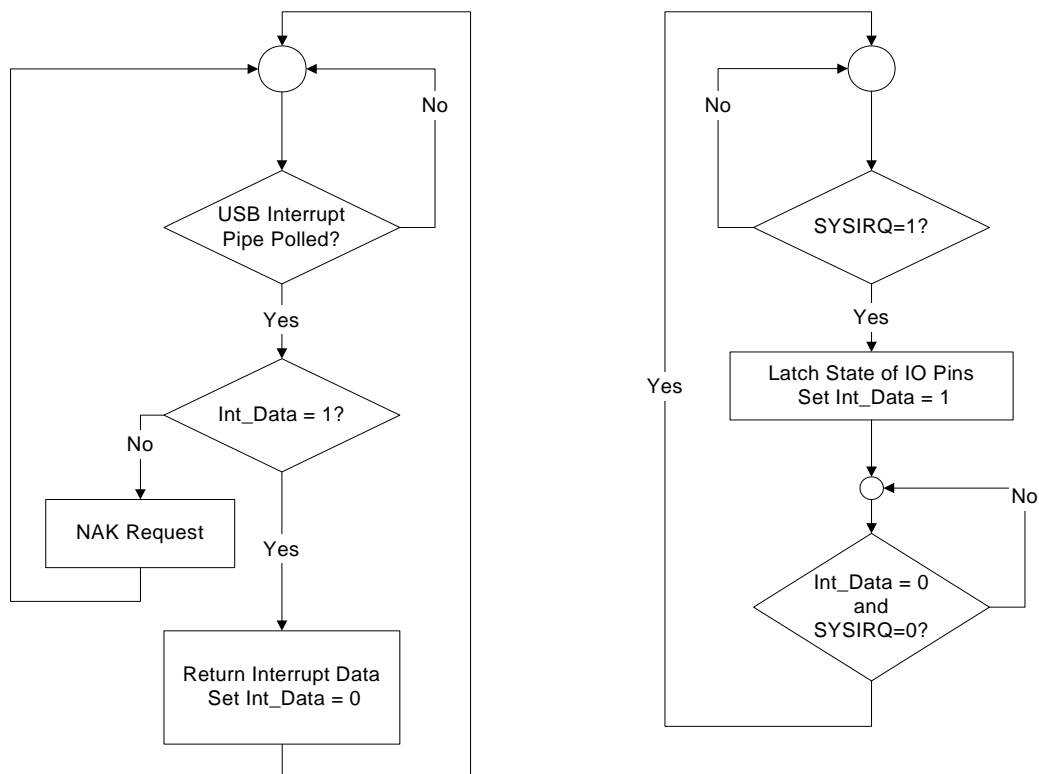 No
USB Interrupt
Pipe Polled?
Yes
Int_Data = 1?
No
NAK Request
Yes
Return Interrupt Data
Set Int_Data = 0
No
SYSIRQ=1?
Yes
Latch State of IO Pins
Set Int_Data = 1
Yes
No
Int_Data = 0
and
SYSIRQ=0?